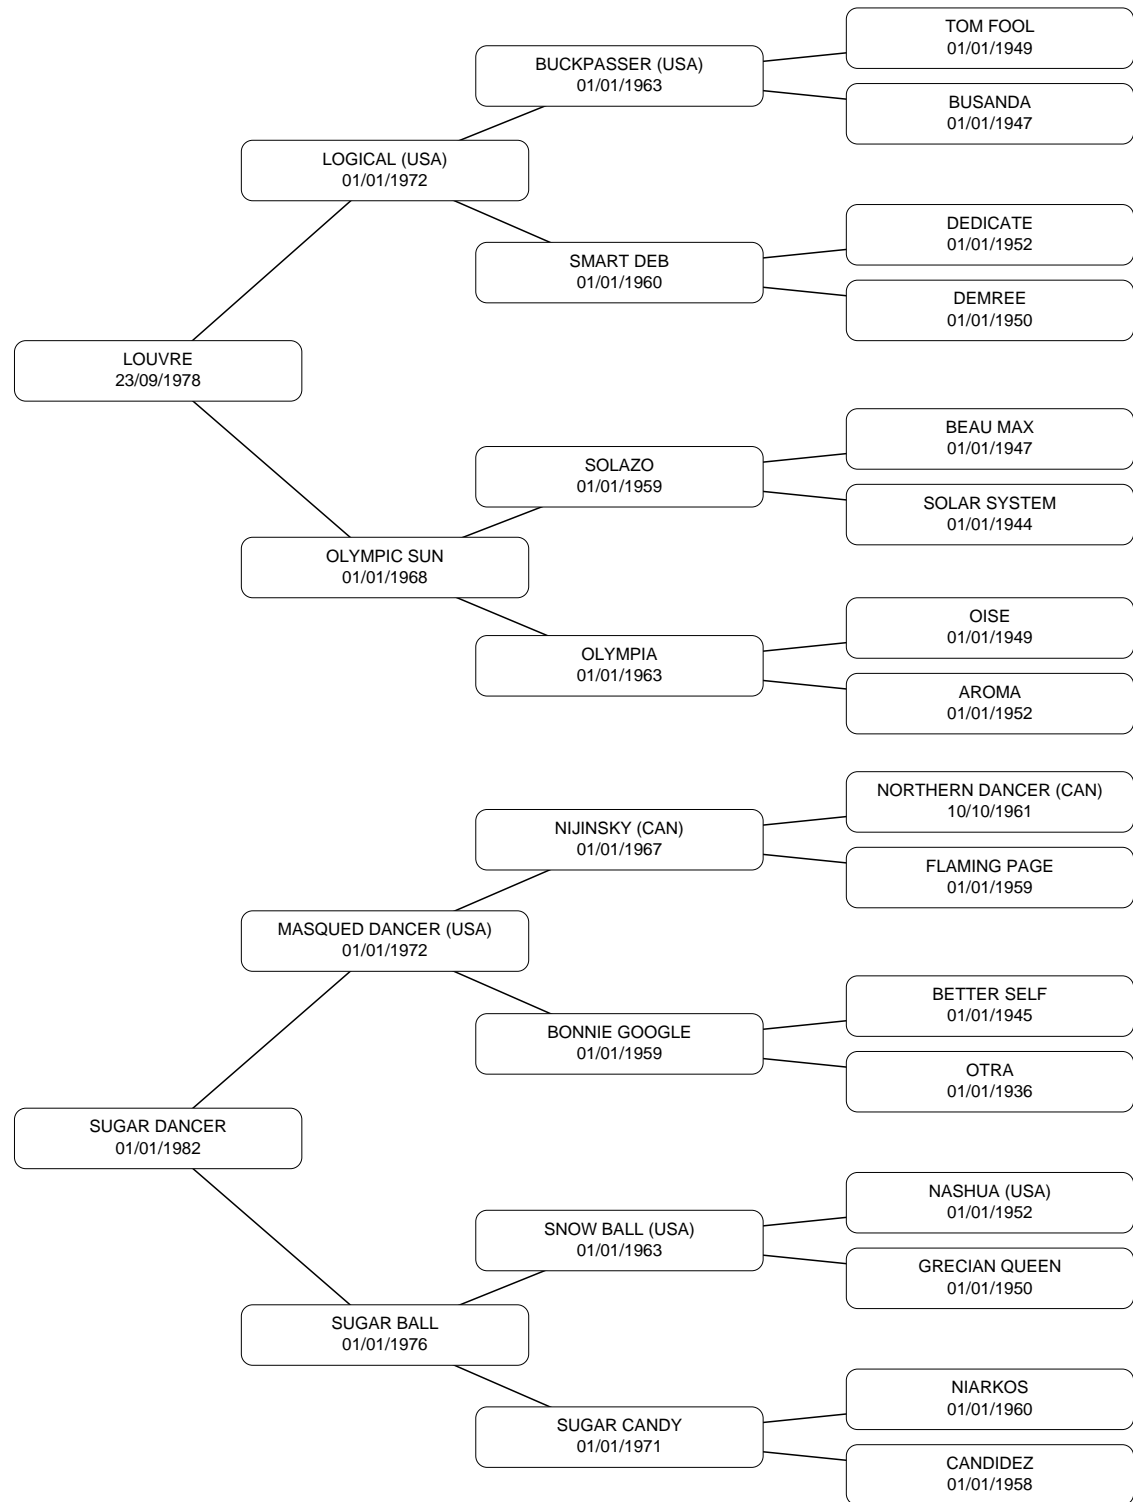 TOM FOOL
01/01/1949
BUCKPASSER (USA)
01/01/1963
BUSANDA
01/01/1947
LOGICAL (USA)
01/01/1972
DEDICATE
01/01/1952
SMART DEB
01/01/1960
DEMREE
01/01/1950
LOUVRE
23/09/1978
BEAU MAX
01/01/1947
SOLAZO
01/01/1959
SOLAR SYSTEM
01/01/1944
OLYMPIC SUN
01/01/1968
OISE
01/01/1949
OLYMPIA
01/01/1963
AROMA
01/01/1952
NORTHERN DANCER (CAN)
10/10/1961
NIJINSKY (CAN)
01/01/1967
FLAMING PAGE
01/01/1959
MASQUED DANCER (USA)
01/01/1972
BETTER SELF
01/01/1945
BONNIE GOOGLE
01/01/1959
OTRA
01/01/1936
SUGAR DANCER
01/01/1982
NASHUA (USA)
01/01/1952
SNOW BALL (USA)
01/01/1963
GRECIAN QUEEN
01/01/1950
SUGAR BALL
01/01/1976
NIARKOS
01/01/1960
SUGAR CANDY
01/01/1971
CANDIDEZ
01/01/1958